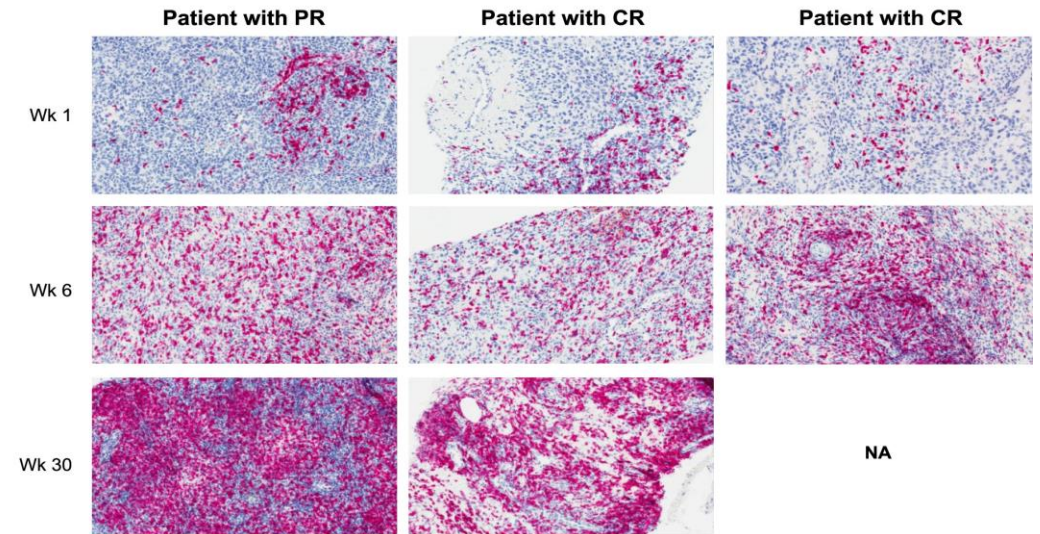 Patient with PR
Patient with CR
Patient with CR
Wk 1
Wk 6
Wk 30
NA